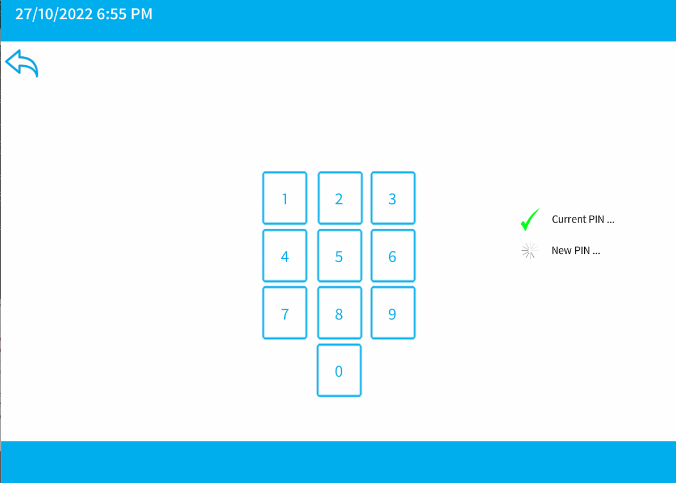 27/10/2022 6:55 PM
1 2 3
Current PIN ...
4 5 6
New PIN ...
7 8 9
0